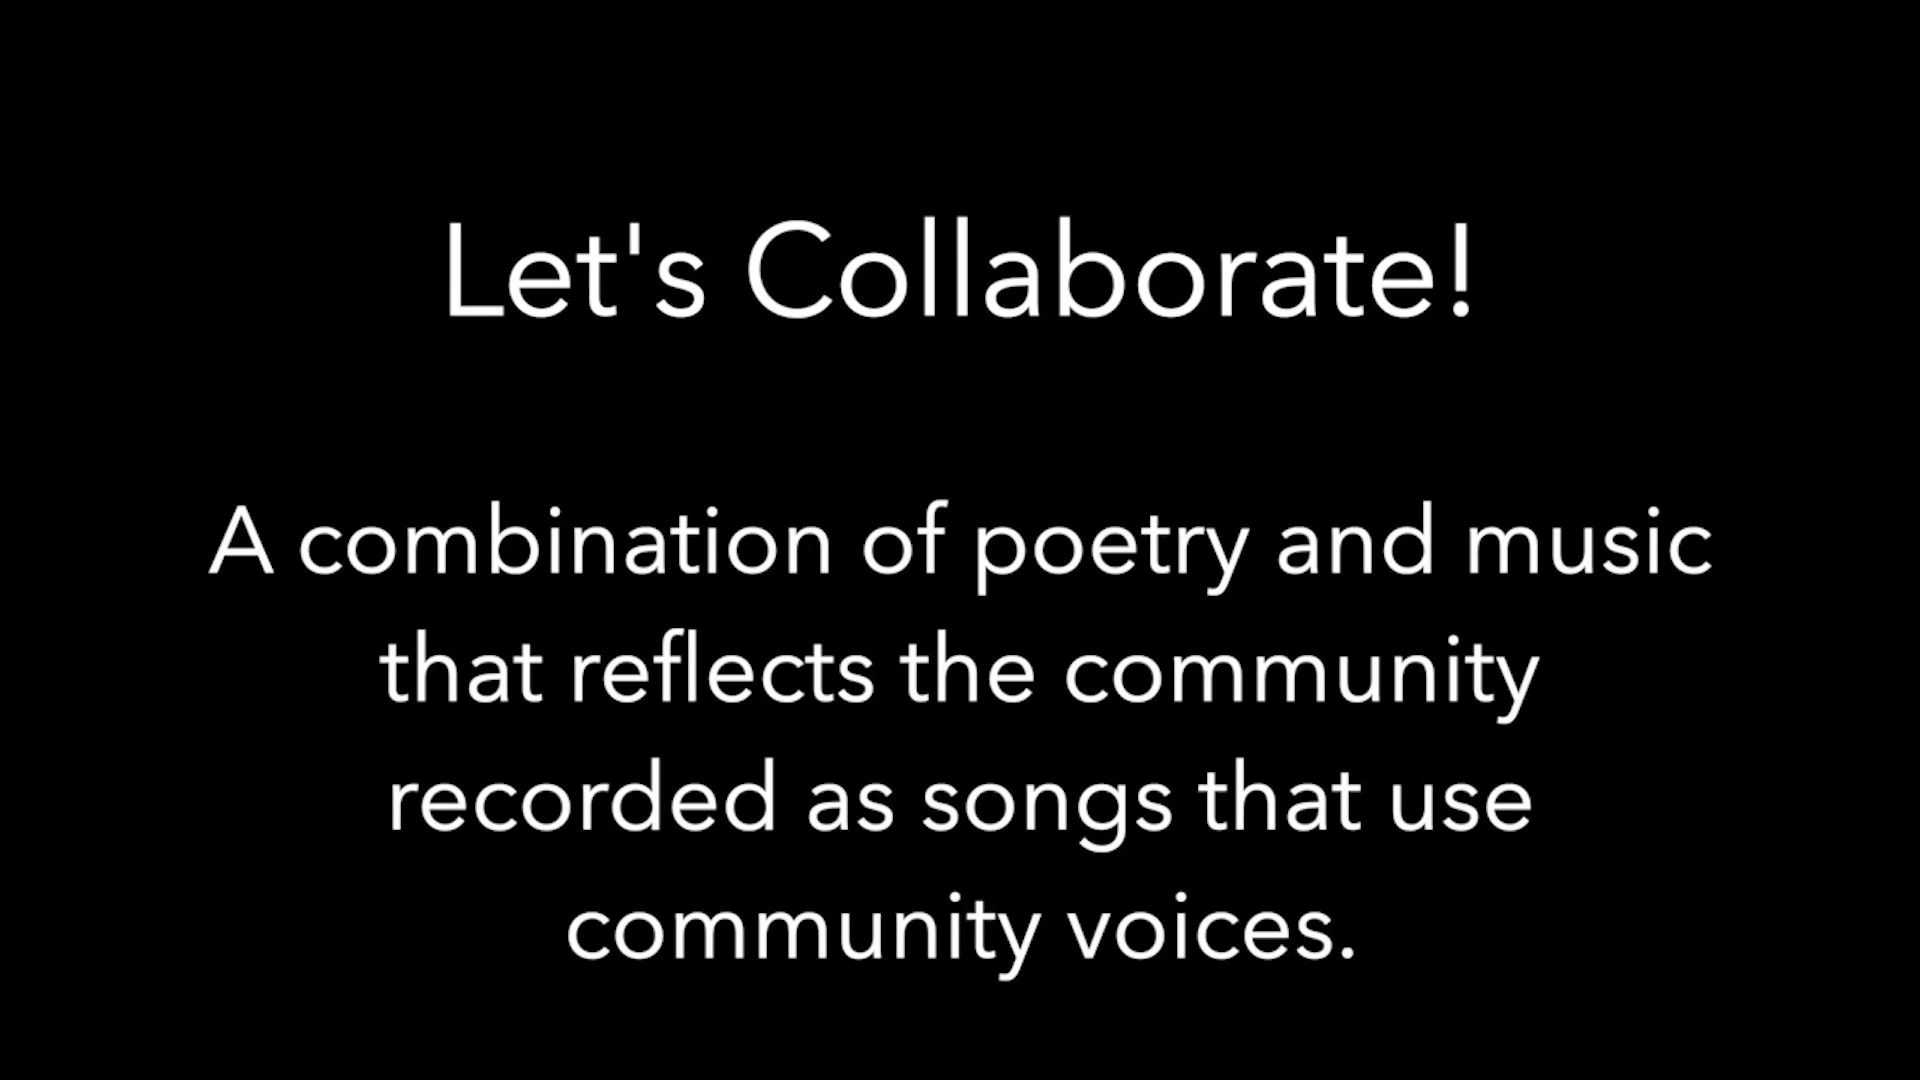 Let's Collaborate!
A combination of poetry and music
that reflects the community
recorded as songs that use
community voices.